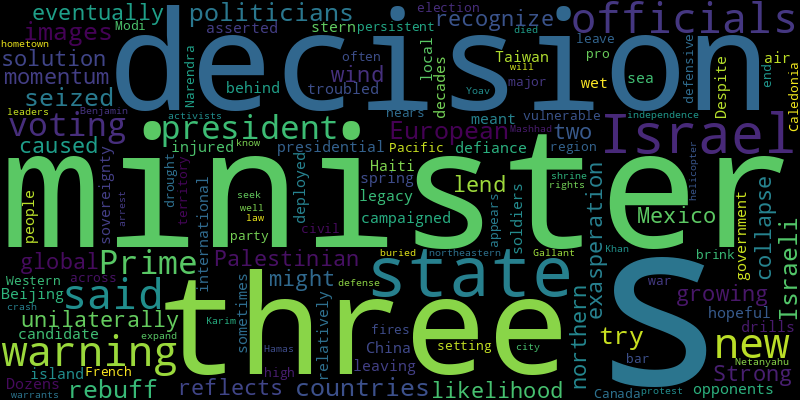 eventually
Modi
politicians
election
recognize
officials
images
asserted
stern
persistent
died
hometown
decision
solution
momentum
wind
often
troubled
Narendra
behind
local
decades
Taiwan
will
major
leave
pro
wet
sea
defensive
Despite
air
end
Caledonia
seized
Yoav
leaders
Benjamin
activists
hears
meant
vulnerable
independence
voting
president
European
Mashhad
two
Israel
caused
injured
know
presidential
Pacific
defiance
region
minister
people
sovereignty
arrest
drought
territory
international
seek
well
law
party
deployed
Haiti
spring
legacy
campaigned
civil
lend
appears
soldiers
shrine
rights
exasperation
helicopter
Mexico
government
collapse
Israeli
global
Prime
Palestinian
buried
northeastern
Gallant
Khan
brink
Western
across
Beijing
crash
said
might
defense
state
S
war
growing
unilaterally
candidate
expand
Karim
three
sometimes
relatively
fires
China
setting
city
northern
try
hopeful
drills
warning
Hamas
leaving
bar
Netanyahu
new
island
French
high
Strong
Dozens
warrants
rebuff
reflects
countries
likelihood
Canada
protest
opponents